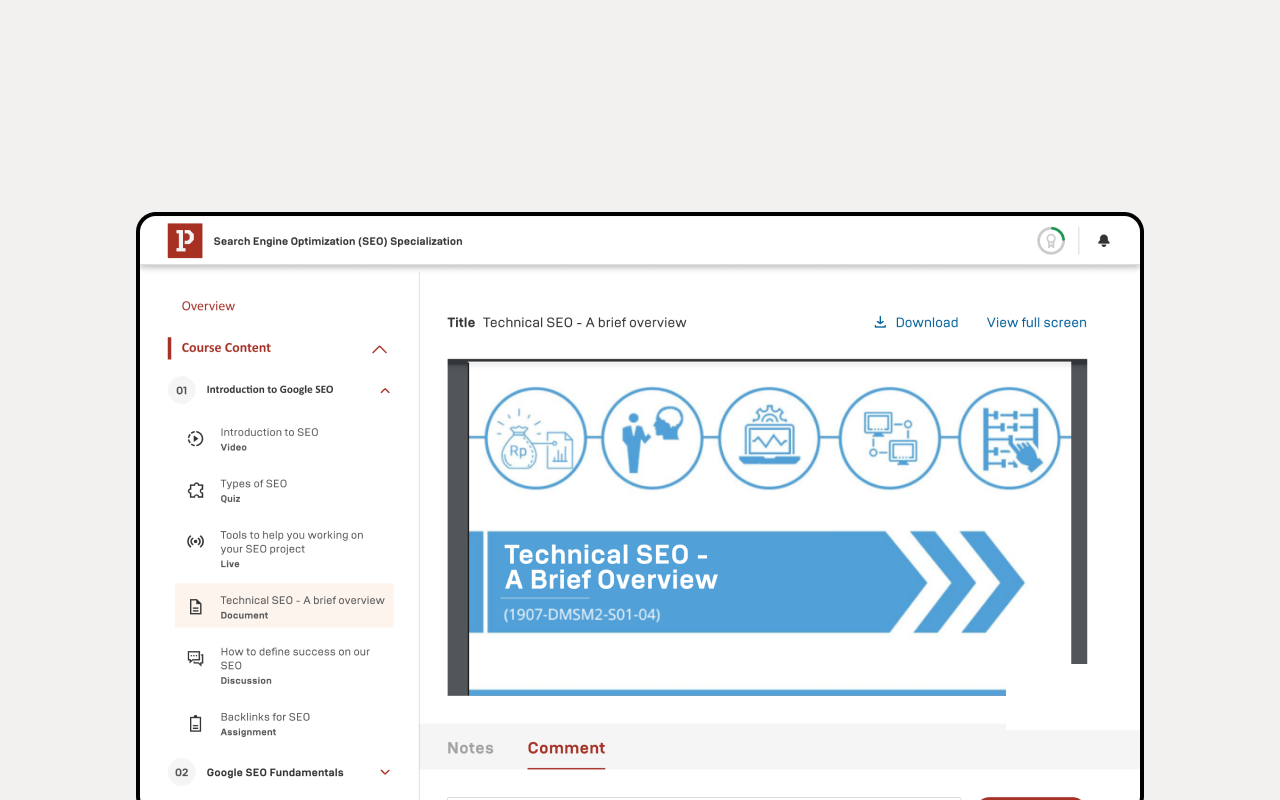 P
Search Engine Optimization (SEO) Specialization
Overview
Course Content
01
Introduction to Google SEO
Introduction to SEO
Video
Types of SEO
Quiz
Tools to help you working on
your SEO project
Live
Technical SEO - A brief overview
Document
How to define success on our
SEO
Discussion
Backlinks for SEO
Assignment
02
Google SEO Fundamentals
Title Technical SEO - A brief overview
Download
View full screen
Rp
Technical SEO -
A Brief Overview
(1907-DMSM2-S01-04)
Notes
Comment